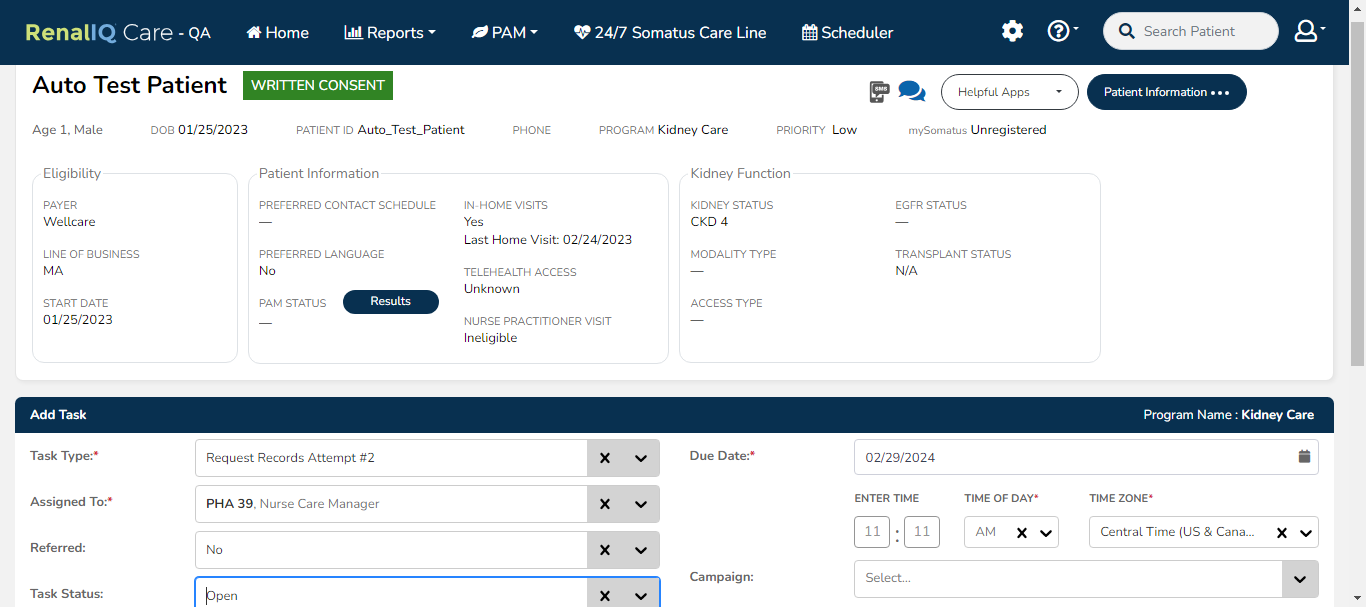 RenalIQ Care - QA Home Reports PAM 24/7 Somatus Care Line Scheduler Search Patient
Auto Test Patient WRITTEN CONSENT SMS Helpful Apps Patient Information
Age 1, Male DOB 01/25/2023 PATIENT ID Auto_Test_Patient PHONE PROGRAM Kidney Care PRIORITY Low mySomatus Unregistered
Eligibility
PAYER
Wellcare
LINE OF BUSINESS
MA
START DATE
01/25/2023
Patient Information
PREFERRED CONTACT SCHEDULE
—
PREFERRED LANGUAGE
No
PAM STATUS Results
—
IN-HOME VISITS
Yes
Last Home Visit: 02/24/2023
TELEHEALTH ACCESS
Unknown
NURSE PRACTITIONER VISIT
Ineligible
Kidney Function
KIDNEY STATUS
CKD 4
MODALITY TYPE
—
ACCESS TYPE
—
EGFR STATUS
—
TRANSPLANT STATUS
N/A
Add Task Program Name : Kidney Care
Task Type:* Request Records Attempt #2
Assigned To:* PHA 39, Nurse Care Manager
Referred: No
Task Status: Open
Due Date:* 02/29/2024
ENTER TIME TIME OF DAY* TIME ZONE*
11 : 11 AM Central Time (US & Cana...
Campaign: Select...